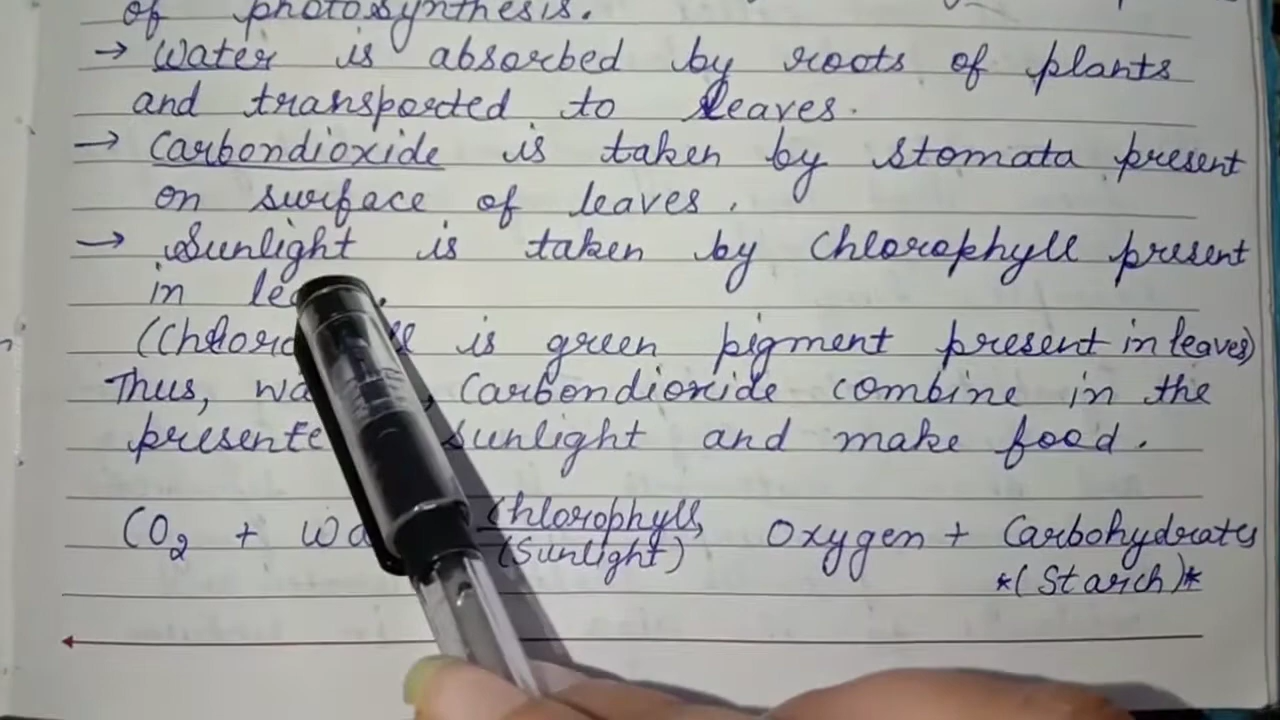 of photosynthesis.
→ Water is absorbed by roots of plants
and transported to leaves.
→ Carbondioxide is taken by stomata present
on surface of leaves.
→ Sunlight is taken by Chlorophyll present
in
is green pigment present in leaves)
Thus, Carbondioxide combine in the
sunlight and make food.
CO₂ + Chlorophyll Oxygen + Carbohydrates
(Sunlight) *(Starch)*